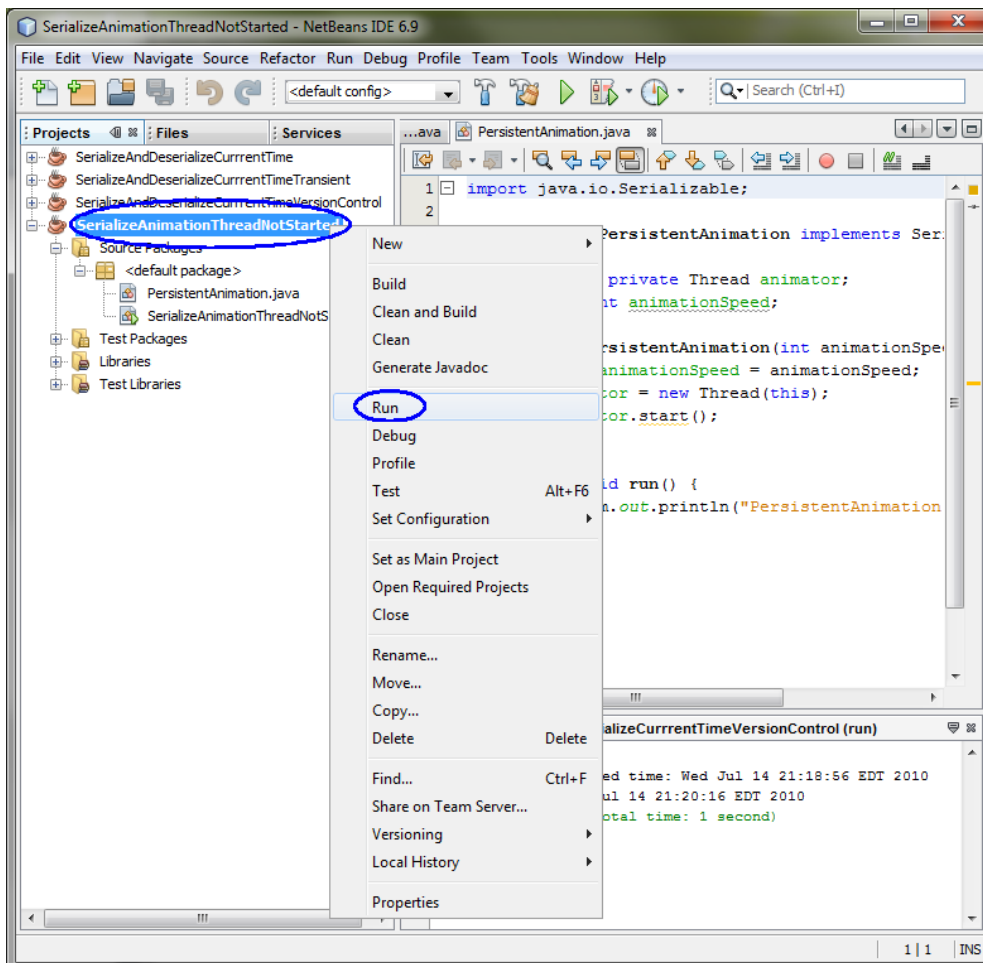 SerializeAnimationThreadNotStarted - NetBeans IDE 6.9
File Edit View Navigate Source Refactor Run Debug Profile Team Tools Window Help
<default config>
Search (Ctrl+I)
Projects Files Services
...ava PersistentAnimation.java
SerializeAndDeserializeCurrrentTime
SerializeAndDeserializeCurrrentTimeTransient
SerializeAndDeserializeCurrrentTimeVersionControl
SerializeAnimationThreadNotStarted
Source Packages
<default package>
PersistentAnimation.java
SerializeAnimationThreadNotS
Test Packages
Libraries
Test Libraries
1 import java.io.Serializable;
2
PersistentAnimation implements Ser
private Thread animator;
nt animationSpeed;
rsistentAnimation(int animationSpe
animationSpeed = animationSpeed;
tor = new Thread(this);
tor.start();
id run() {
m.out.println("PersistentAnimation
New
Build
Clean and Build
Clean
Generate Javadoc
Run
Debug
Profile
Test Alt+F6
Set Configuration
Set as Main Project
Open Required Projects
Close
Rename...
Move...
Copy...
Delete Delete
Find... Ctrl+F
Share on Team Server...
Versioning
Local History
Properties
ializeCurrrentTimeVersionControl (run)
ed time: Wed Jul 14 21:18:56 EDT 2010
ul 14 21:20:16 EDT 2010
otal time: 1 second)
1 | 1 INS